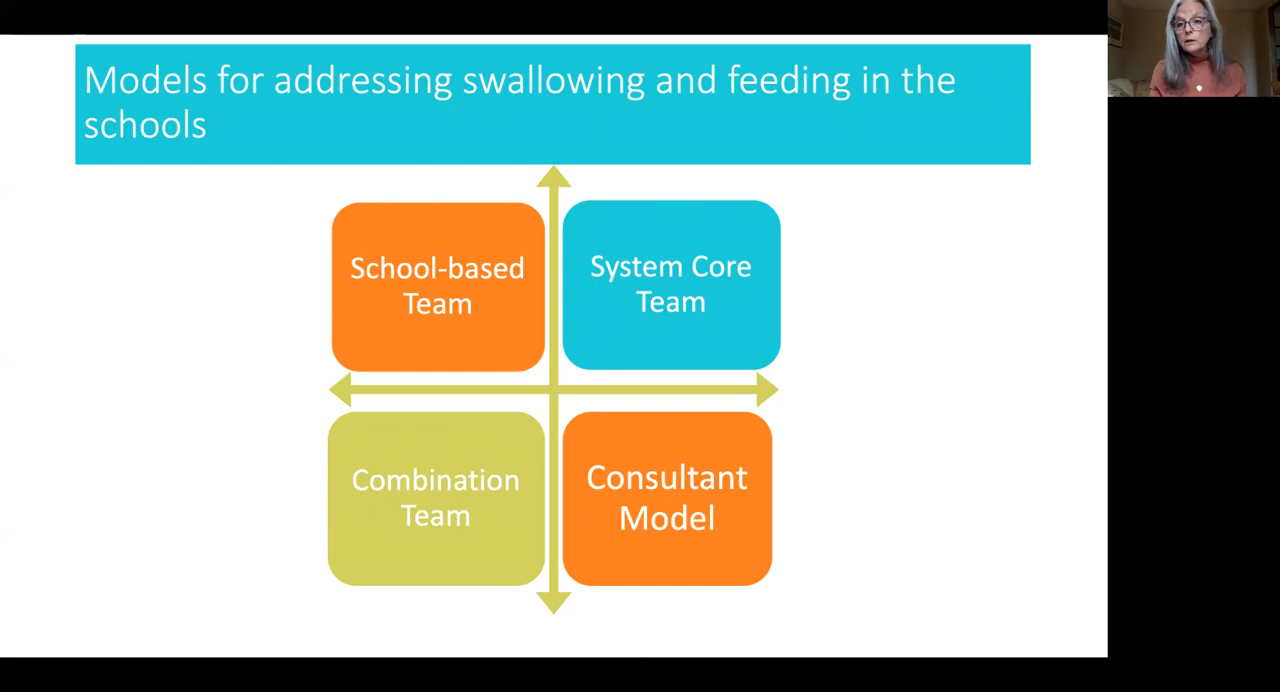 Models for addressing swallowing and feeding in the
schools
School-based
Team
System Core
Team
Combination
Team
Consultant
Model